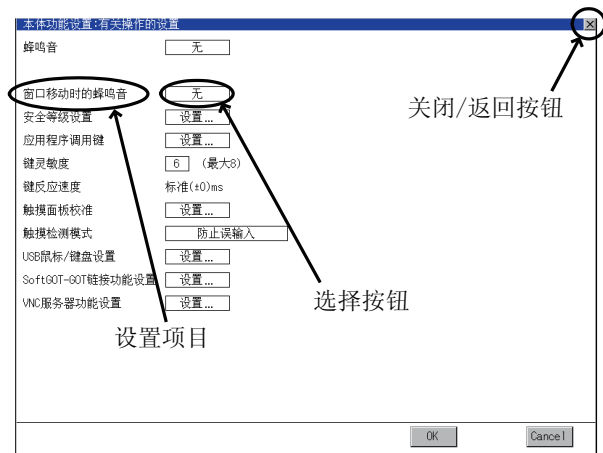 本体功能设置:有关操作的设置
蜂鸣音 无
窗口移动时的蜂鸣音 无
关闭/返回按钮
安全等级设置 设置...
应用程序调用键 设置...
键灵敏度 6 (最大8)
键反应速度 标准(±0)ms
触摸面板校准 设置...
触摸检测模式 防止误输入
USB鼠标/键盘设置 设置...
SoftGOT-GOT链接功能设置 设置...
VNC服务器功能设置 设置...
选择按钮
设置项目
OK Cancel